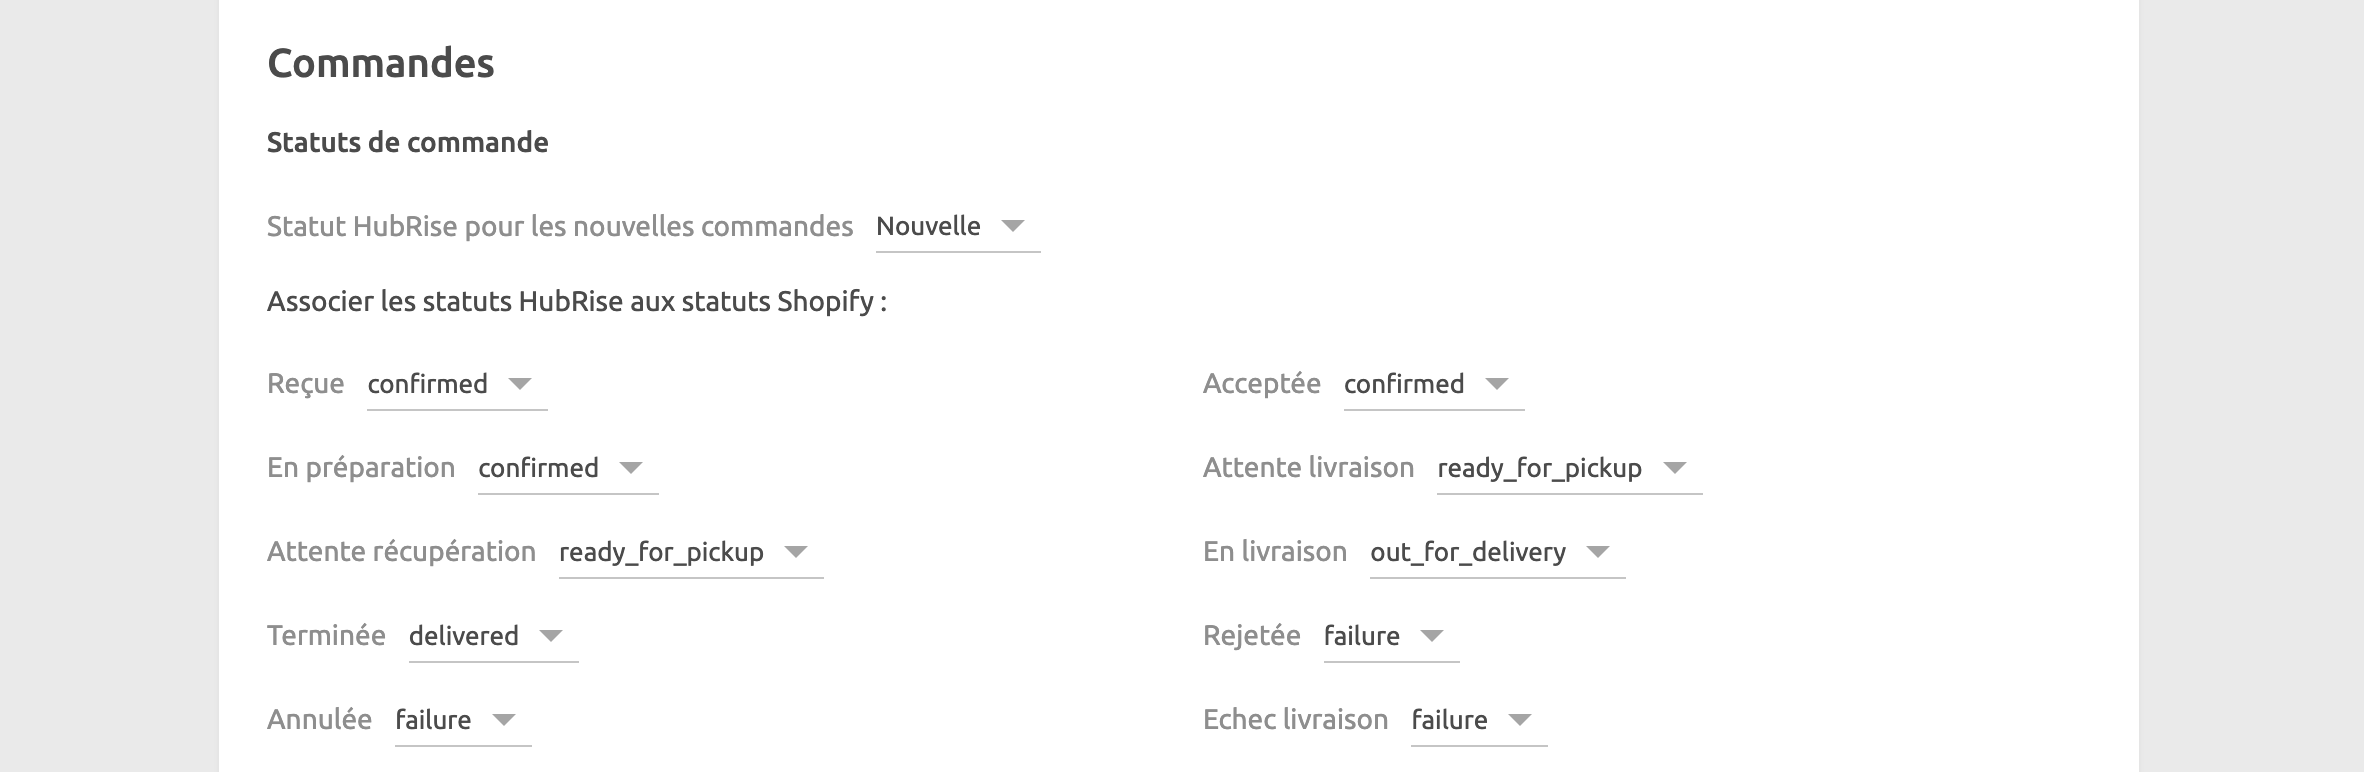 Commandes
Statuts de commande
Statut HubRise pour les nouvelles commandes Nouvelle
Associer les statuts HubRise aux statuts Shopify :
Reçue confirmed Acceptée confirmed
En préparation confirmed Attente livraison ready_for_pickup
Attente récupération ready_for_pickup En livraison out_for_delivery
Terminée delivered Rejetée failure
Annulée failure Echec livraison failure